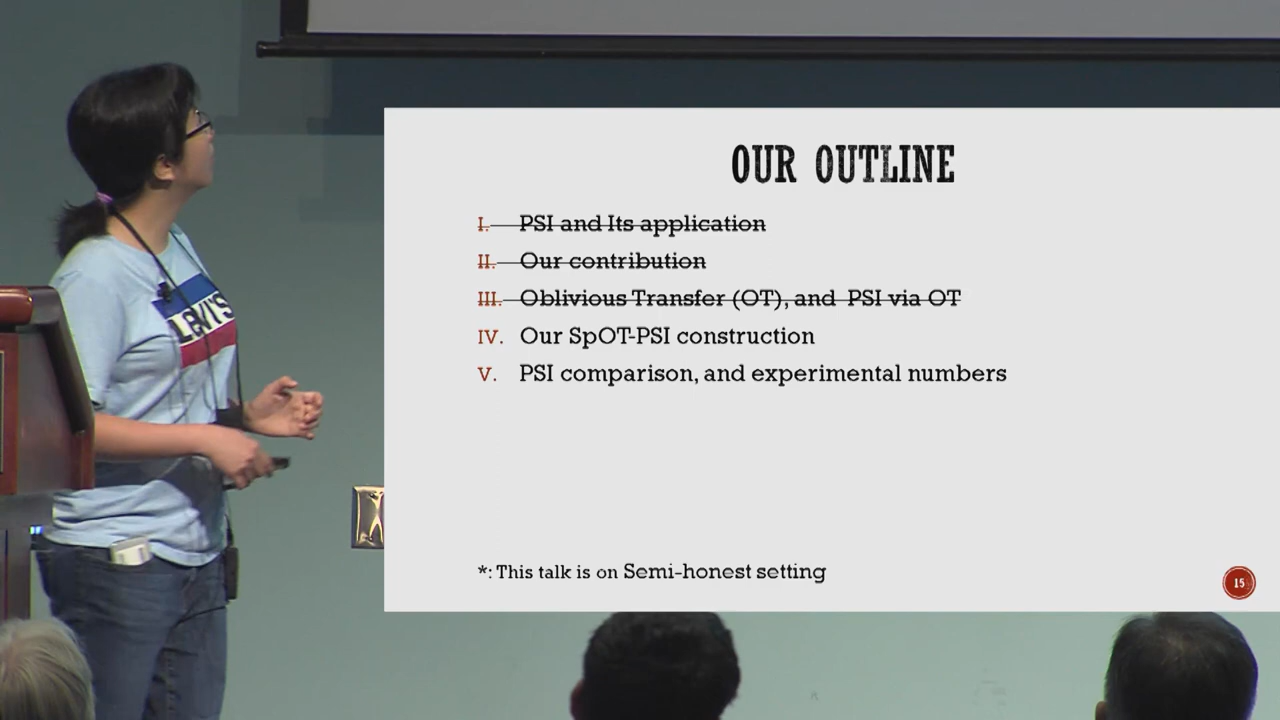 OUR OUTLINE
I. PSI and Its application
II. Our contribution
III. Oblivious Transfer (OT), and PSI via OT
IV. Our SpOT-PSI construction
V. PSI comparison, and experimental numbers
*: This talk is on Semi-honest setting
15
LEVI'S